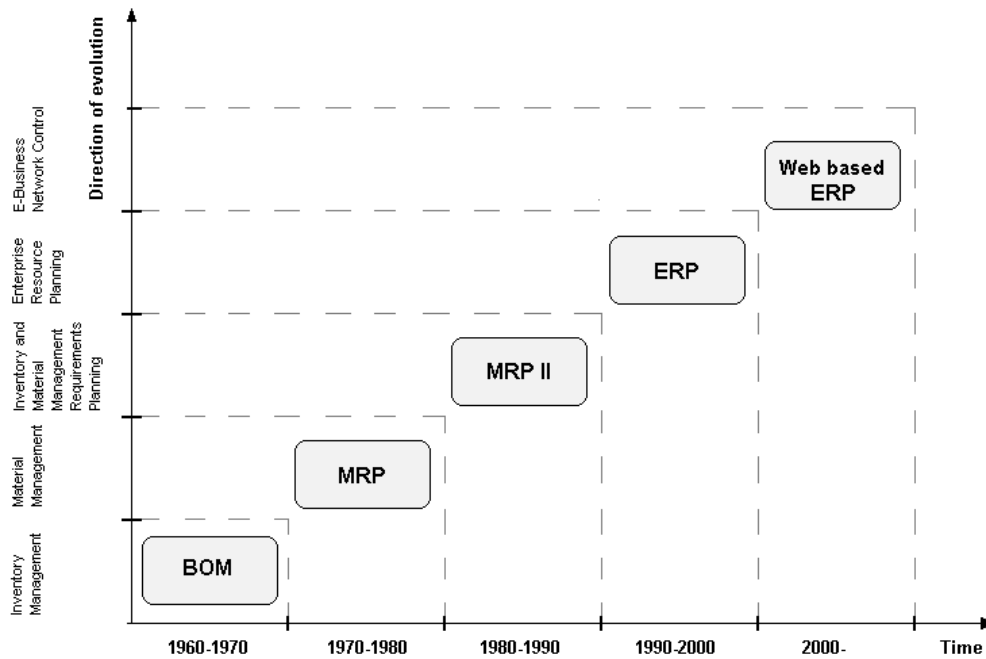 Direction of evolution
E-Business
Network Control
Web based
ERP
Enterprise
Resource
Planning
ERP
Inventory and
Material
Management
Requirements
Planning
MRP II
Material
Management
MRP
Inventory
Management
BOM
1960-1970
1970-1980
1980-1990
1990-2000
2000-
Time